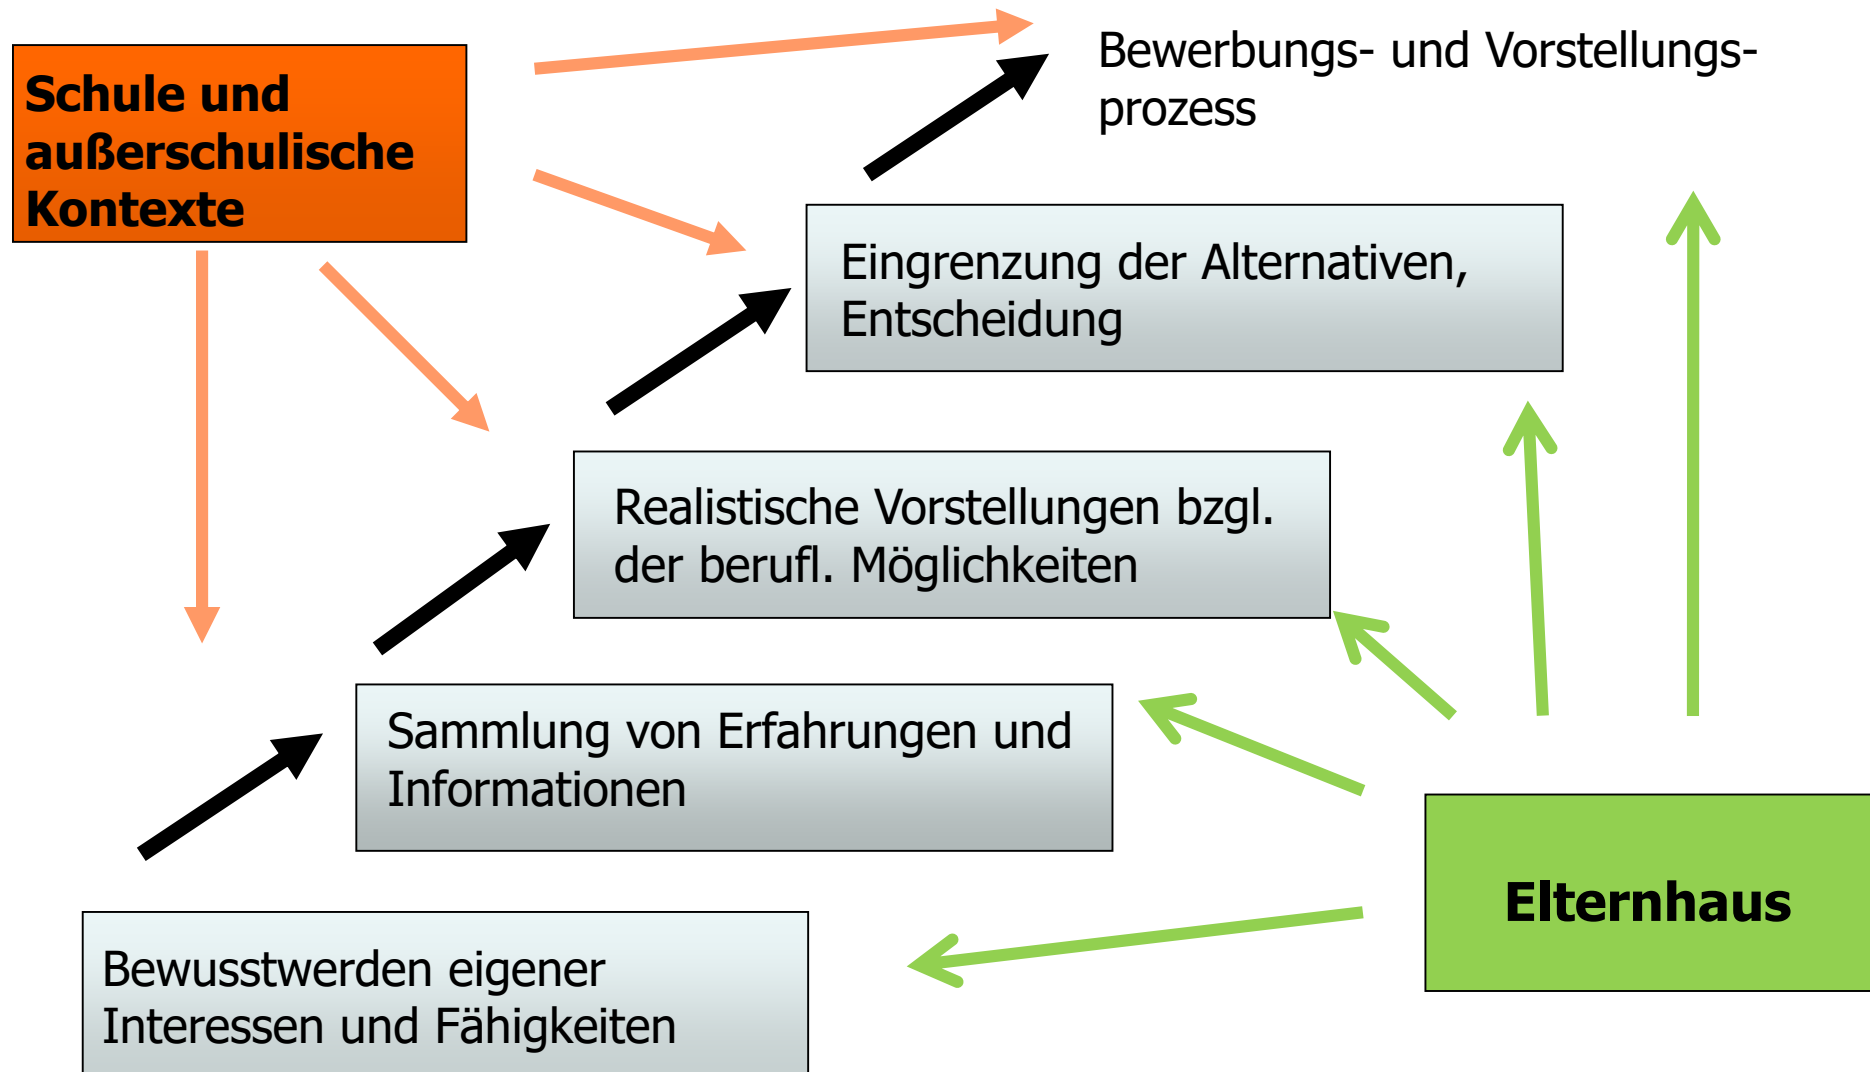 Schule und
außerschulische
Kontexte
Bewerbungs- und Vorstellungs-
prozess
Eingrenzung der Alternativen,
Entscheidung
Realistische Vorstellungen bzgl.
der berufl. Möglichkeiten
Sammlung von Erfahrungen und
Informationen
Elternhaus
Bewusstwerden eigener
Interessen und Fähigkeiten